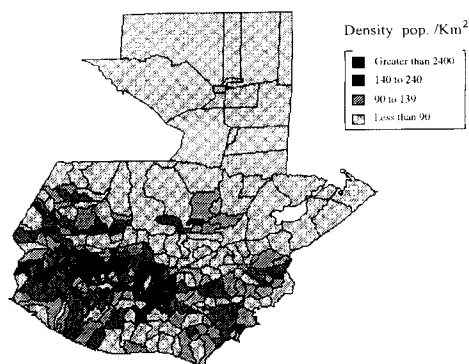 Density pop. /Km²
Greater than 2400
140 to 240
90 to 139
Less than 90